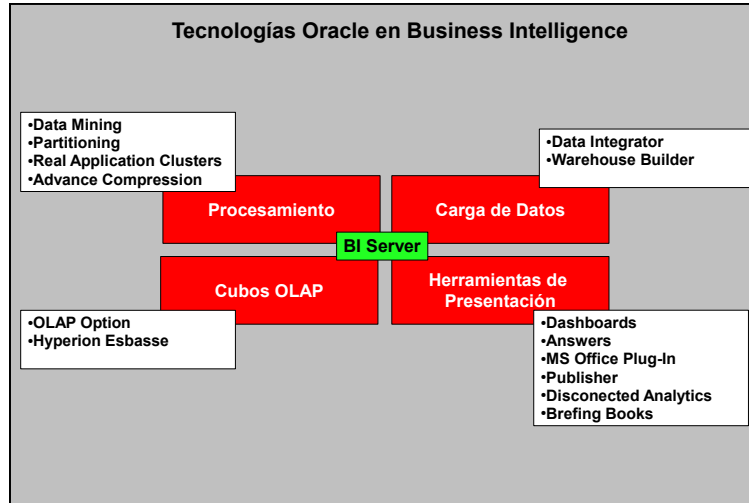 Tecnologías Oracle en Business Intelligence
•Data Mining
•Partitioning
•Real Application Clusters
•Advance Compression
•Data Integrator
•Warehouse Builder
Procesamiento
Carga de Datos
BI Server
Cubos OLAP
Herramientas de
Presentación
•OLAP Option
•Hyperion Esbasse
•Dashboards
•Answers
•MS Office Plug-In
•Publisher
•Disconected Analytics
•Brefing Books